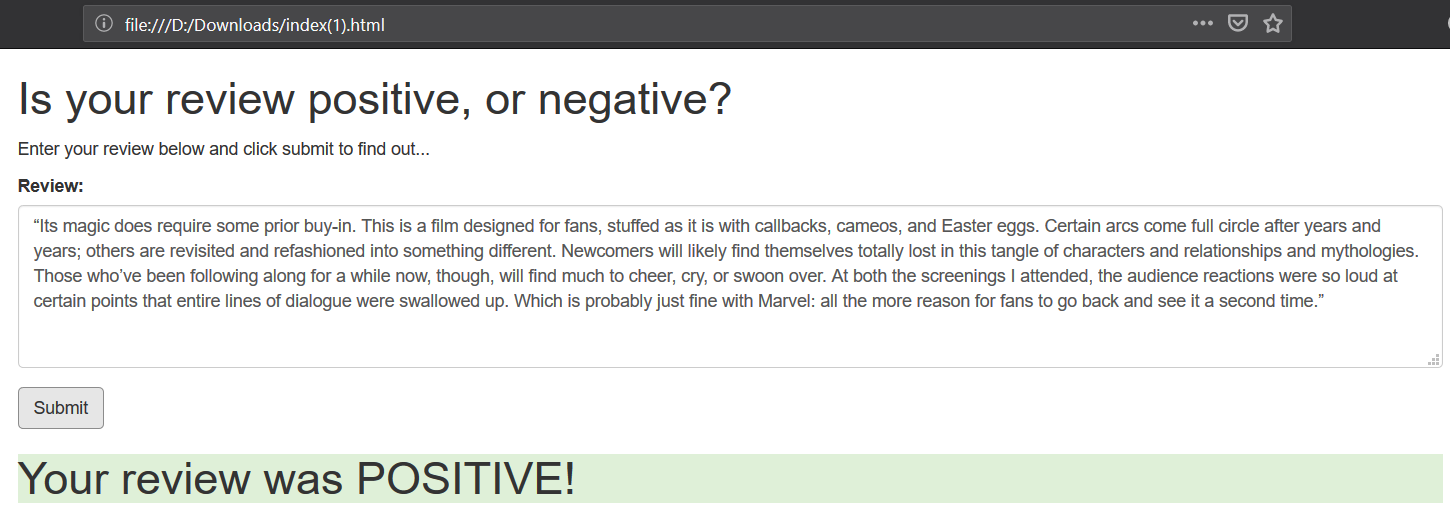 file:///D:/Downloads/index(1).html
Is your review positive, or negative?
Enter your review below and click submit to find out...
Review:
“Its magic does require some prior buy-in. This is a film designed for fans, stuffed as it is with callbacks, cameos, and Easter eggs. Certain arcs come full circle after years and
years; others are revisited and refashioned into something different. Newcomers will likely find themselves totally lost in this tangle of characters and relationships and mythologies.
Those who’ve been following along for a while now, though, will find much to cheer, cry, or swoon over. At both the screenings I attended, the audience reactions were so loud at
certain points that entire lines of dialogue were swallowed up. Which is probably just fine with Marvel: all the more reason for fans to go back and see it a second time.”
Submit
Your review was POSITIVE!